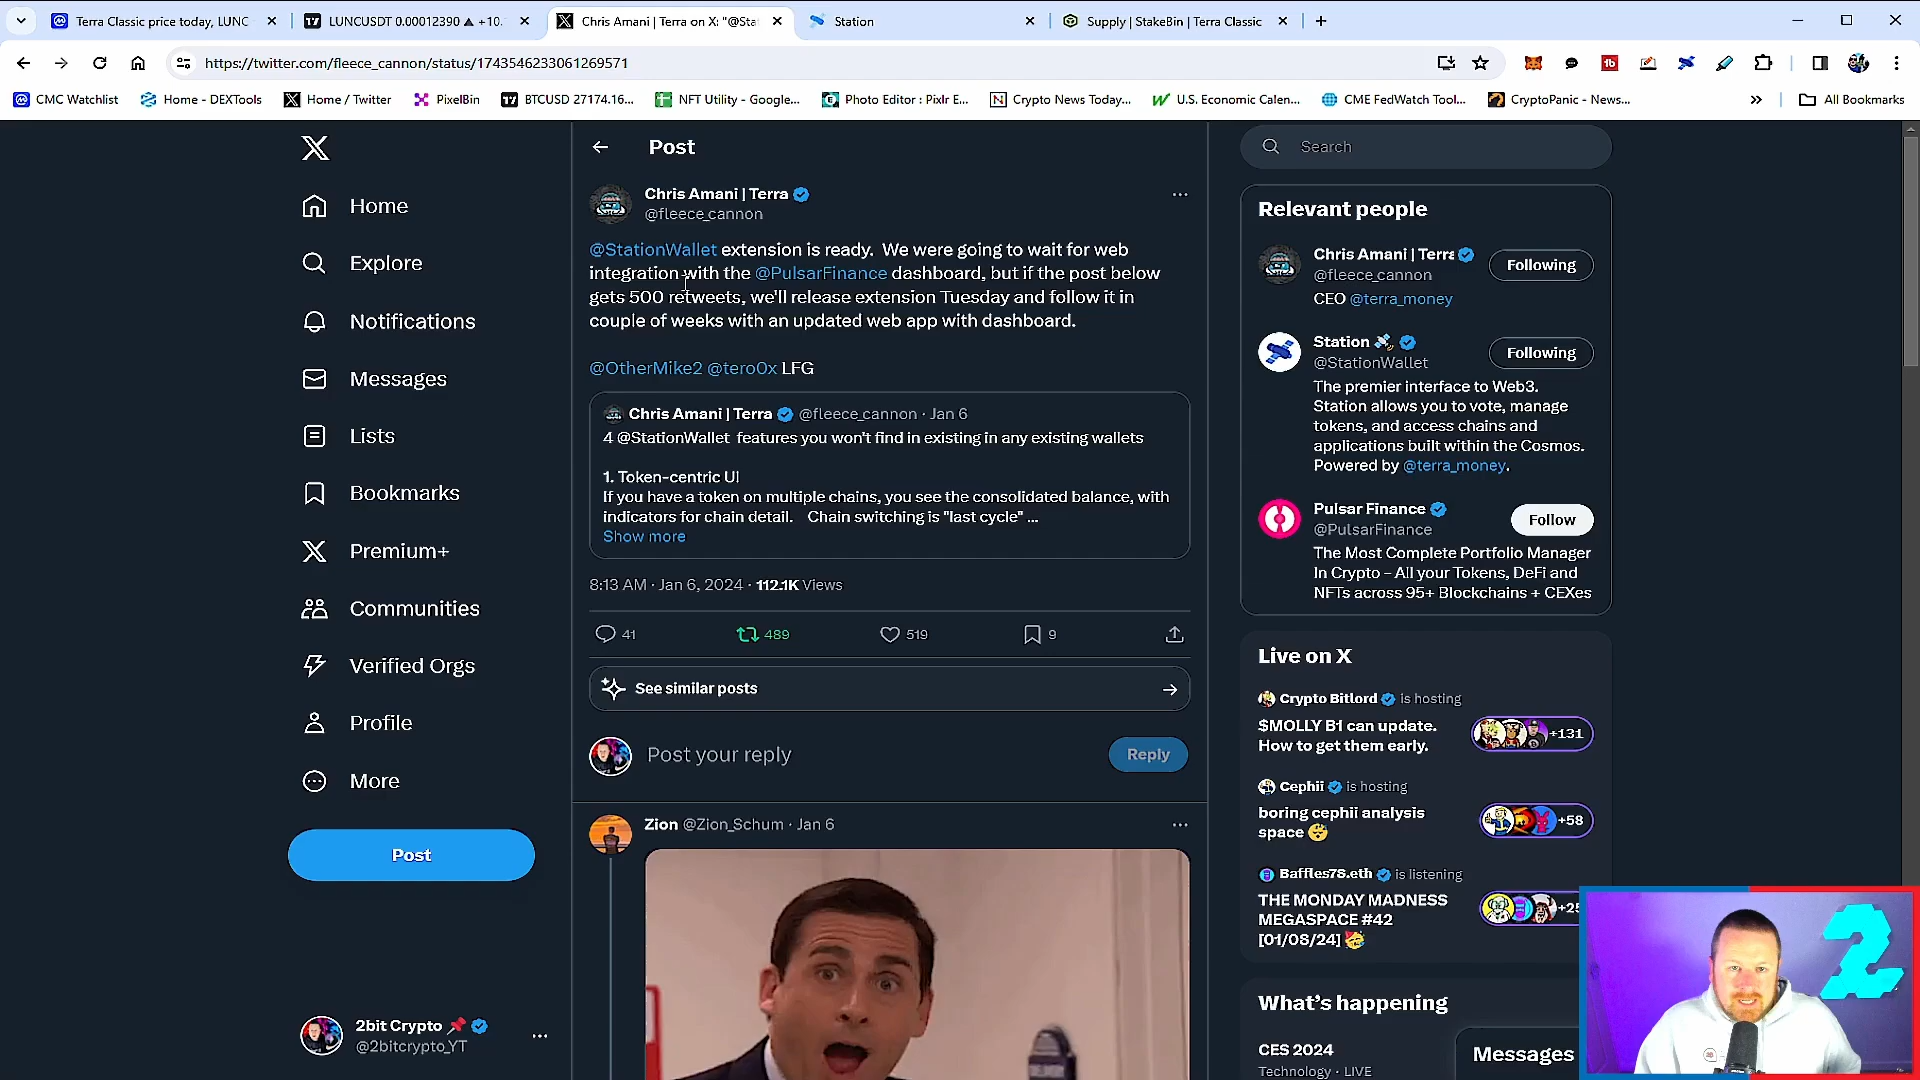 Terra Classic price today, LUNC
LUNCUSDT 0.00012390 ▲ +10.
Chris Amani | Terra on X: "@Sta
Station
Supply | StakeBin | Terra Classic
https://twitter.com/fleece_cannon/status/1743546233061269571
CMC Watchlist
Home - DEXTools
Home / Twitter
PixelBin
BTCUSD 27174.16...
NFT Utility - Google...
Photo Editor : Pixlr E...
Crypto News Today...
U.S. Economic Calen...
CME FedWatch Tool...
CryptoPanic - News...
All Bookmarks
Home
Explore
Notifications
Messages
Lists
Bookmarks
Premium+
Communities
Verified Orgs
Profile
More
Post
2bit Crypto
@2bitcrypto_YT
Post
Chris Amani | Terra
@fleece_cannon
@StationWallet extension is ready. We were going to wait for web
integration with the @PulsarFinance dashboard, but if the post below
gets 500 retweets, we'll release extension Tuesday and follow it in
couple of weeks with an updated web app with dashboard.
@OtherMike2 @tero0x LFG
Chris Amani | Terra @fleece_cannon · Jan 6
4 @StationWallet features you won't find in existing in any existing wallets
1. Token-centric UI
If you have a token on multiple chains, you see the consolidated balance, with
indicators for chain detail. Chain switching is "last cycle" ...
Show more
8:13 AM · Jan 6, 2024 · 112.1K Views
41
489
519
9
See similar posts
Post your reply
Reply
Zion @Zion_Schum · Jan 6
Search
Relevant people
Chris Amani | Terra
@fleece_cannon
Following
CEO @terra_money
Station
@StationWallet
Following
The premier interface to Web3.
Station allows you to vote, manage
tokens, and access chains and
applications built within the Cosmos.
Powered by @terra_money.
Pulsar Finance
@PulsarFinance
Follow
The Most Complete Portfolio Manager
In Crypto – All your Tokens, DeFi and
NFTs across 95+ Blockchains + CEXes
Live on X
Crypto Bitlord is hosting
$MOLLY B1 can update.
How to get them early.
+131
Cephii is hosting
boring cephii analysis
space
+58
Baffles78.eth is listening
THE MONDAY MADNESS
MEGASPACE #42
[01/08/24]
+25
What's happening
CES 2024
Technology · LIVE
Messages
2